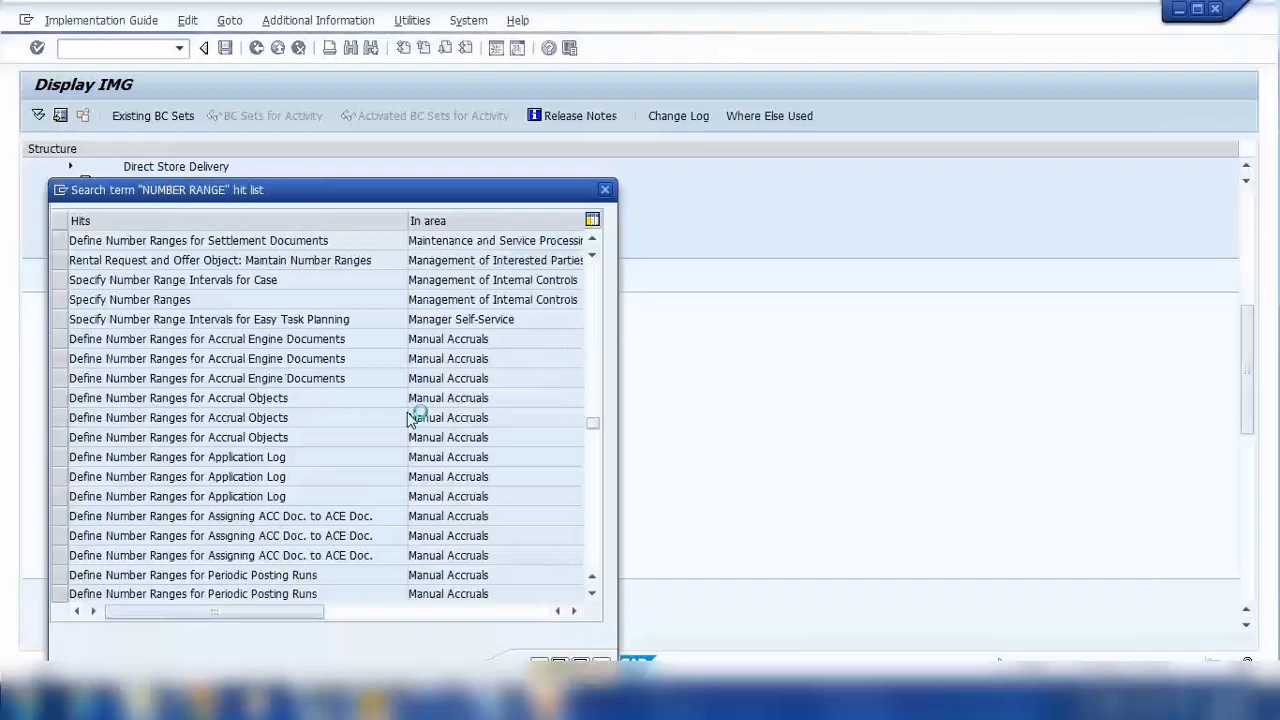 Implementation Guide Edit Goto Additional Information Utilities System Help
Display IMG
Existing BC Sets BC Sets for Activity Activated BC Sets for Activity Release Notes Change Log Where Else Used
Structure
Direct Store Delivery
Search term "NUMBER RANGE" hit list
Hits In area
Define Number Ranges for Settlement Documents Maintenance and Service Processin
Rental Request and Offer Object: Maintain Number Ranges Management of Interested Parties
Specify Number Range Intervals for Case Management of Internal Controls
Specify Number Ranges Management of Internal Controls
Specify Number Range Intervals for Easy Task Planning Manager Self-Service
Define Number Ranges for Accrual Engine Documents Manual Accruals
Define Number Ranges for Accrual Engine Documents Manual Accruals
Define Number Ranges for Accrual Engine Documents Manual Accruals
Define Number Ranges for Accrual Objects Manual Accruals
Define Number Ranges for Accrual Objects Manual Accruals
Define Number Ranges for Accrual Objects Manual Accruals
Define Number Ranges for Application Log Manual Accruals
Define Number Ranges for Application Log Manual Accruals
Define Number Ranges for Application Log Manual Accruals
Define Number Ranges for Assigning ACC Doc. to ACE Doc. Manual Accruals
Define Number Ranges for Assigning ACC Doc. to ACE Doc. Manual Accruals
Define Number Ranges for Assigning ACC Doc. to ACE Doc. Manual Accruals
Define Number Ranges for Periodic Posting Runs Manual Accruals
Define Number Ranges for Periodic Posting Runs Manual Accruals